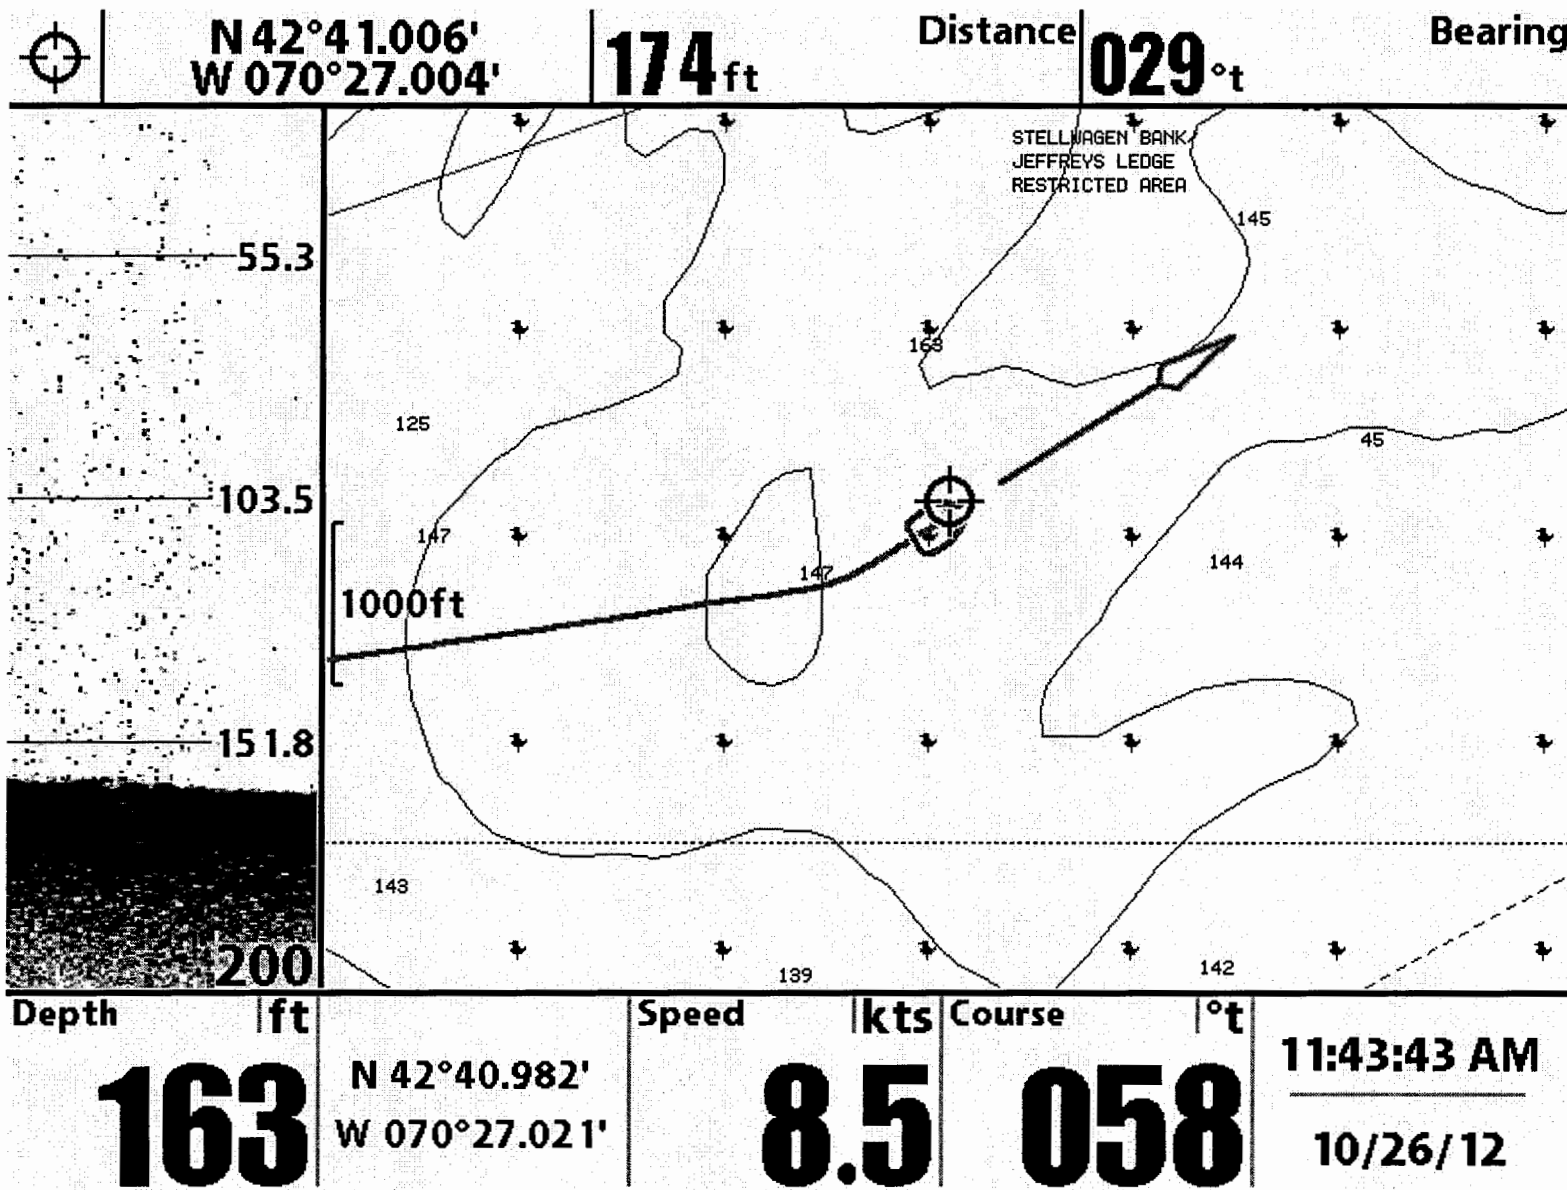 N 42°41.006'
W 070°27.004'
174 ft
Distance
029 °t
Bearing
STELLWAGEN BANK
JEFFREYS LEDGE
RESTRICTED AREA
145
55.3
163
125
45
103.5
147
144
147
1000ft
151.8
143
200
139
142
Depth ft
163
N 42°40.982'
W 070°27.021'
Speed kts
8.5
Course °t
058
11:43:43 AM
10/26/12